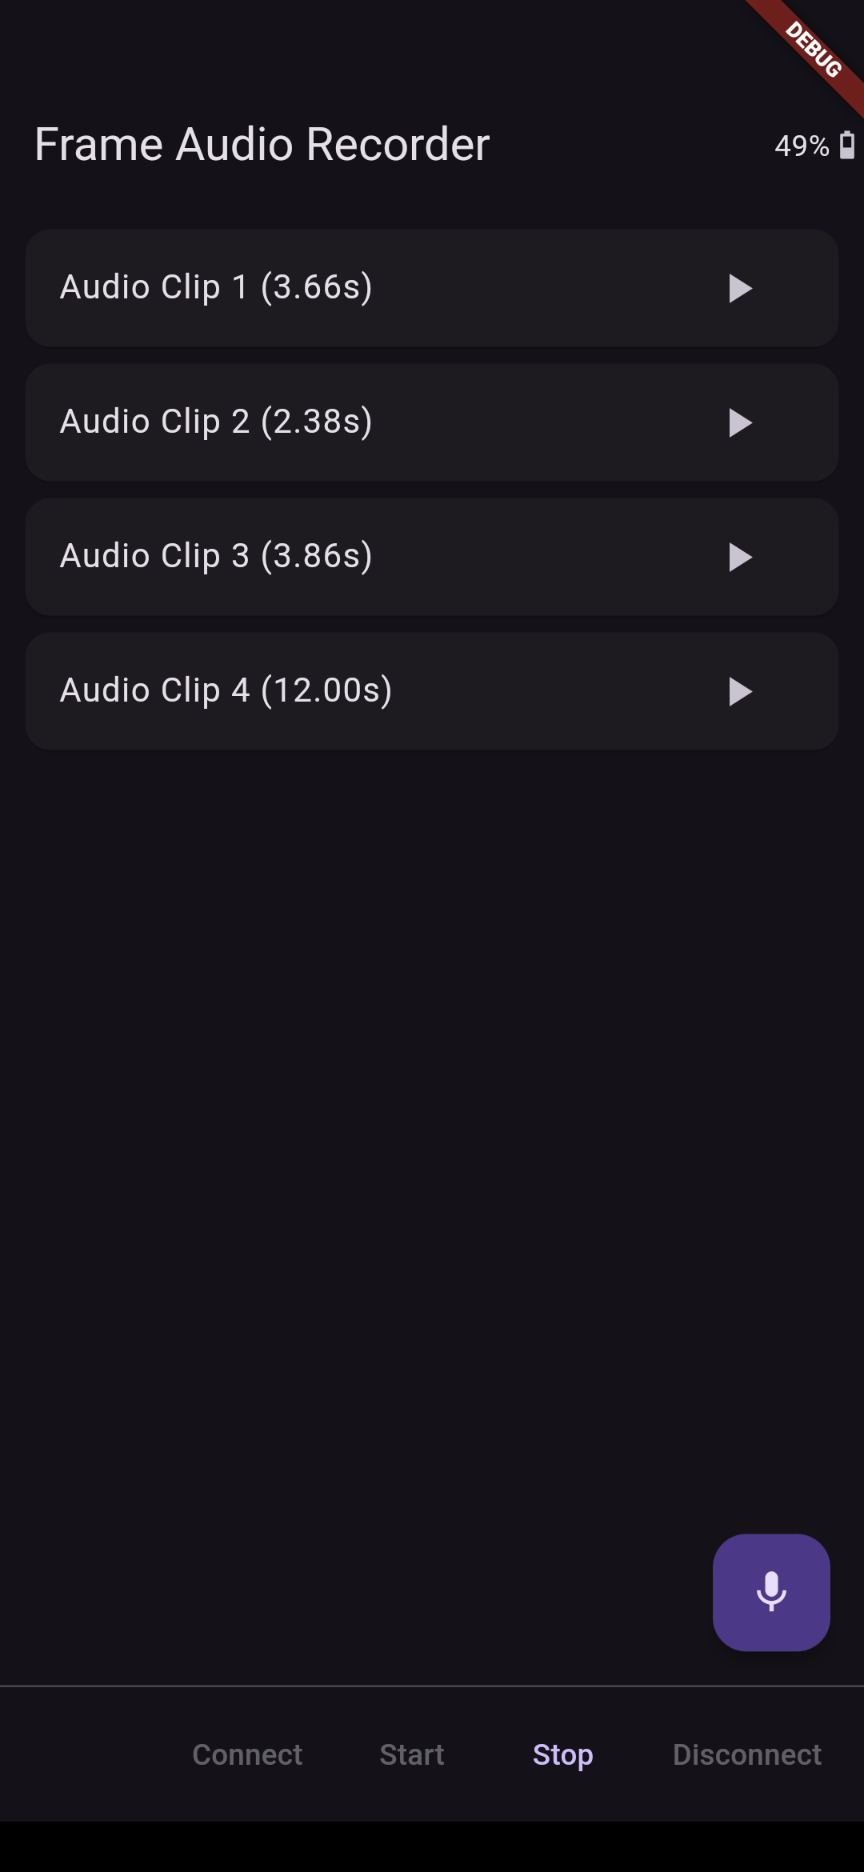 DEBUG
Frame Audio Recorder 49%
Audio Clip 1 (3.66s)
Audio Clip 2 (2.38s)
Audio Clip 3 (3.86s)
Audio Clip 4 (12.00s)
Connect Start Stop Disconnect